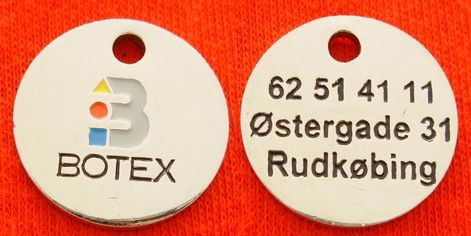 B
BOTEX
62 51 41 11
Østergade 31
Rudkøbing